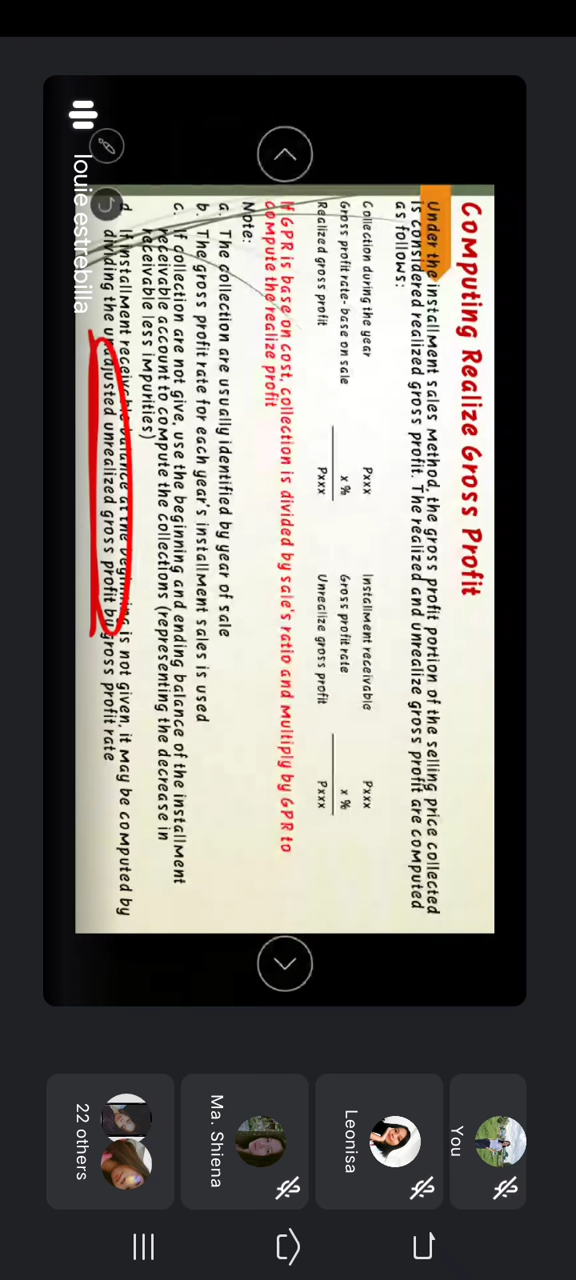 Computing Realize Gross Profit
Under the installment sales method, the gross profit portion of the selling price collected
is considered realized gross profit. The realized and unrealize gross profit are computed
as follows:
Collection during the year Pxxx Installment receivable Pxxx
Gross profit rate- base on sale x % Gross profit rate x %
Realized gross profit Pxxx Unrealize gross profit Pxxx
If GPR is base on cost, collection is divided by sale's ratio and multiply by GPR to
compute the realize profit
Note:
a. The collection are usually identified by year of sale
b. The gross profit rate for each year's installment sales is used
c. If collection are not give, use the beginning and ending balance of the installment
receivable account to compute the collections (representing the decrease in
receivable less impurities)
d. If installment receivable balance at the beginning is not given, it may be computed by
dividing the unadjusted unrealized gross profit by gross profit rate
louie estrebilla
You
Leonisa
Ma. Shiena
22 others